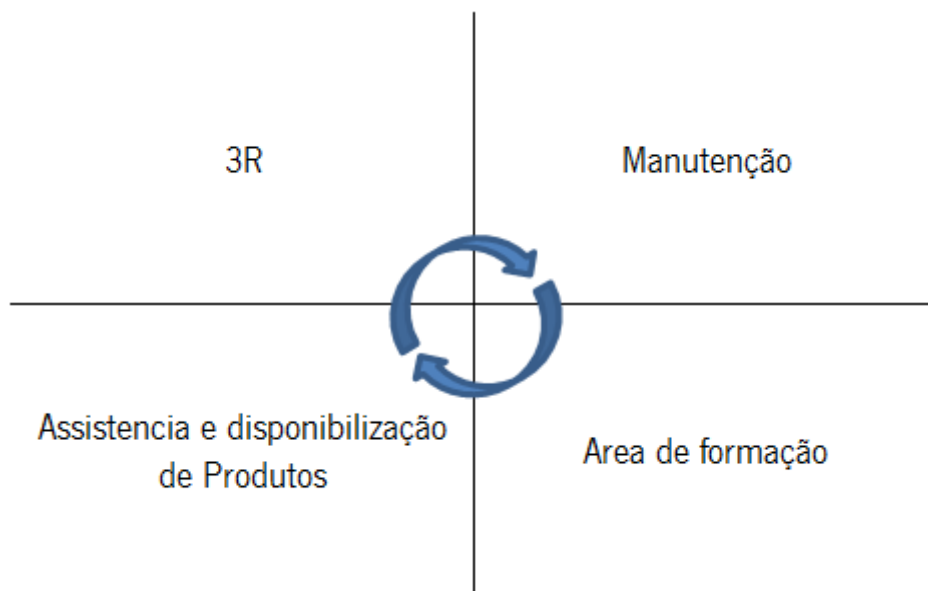 3R
Manutenção
Assistencia e disponibilização
de Produtos
Area de formação